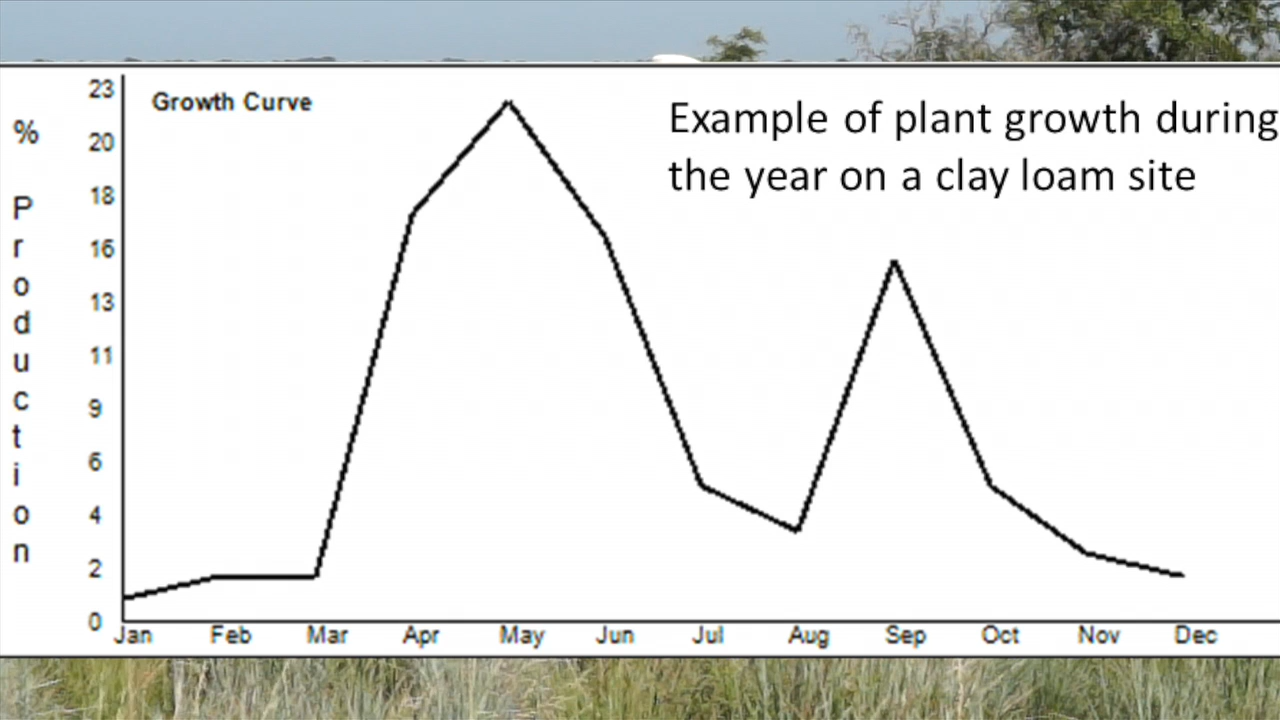 Growth Curve
Example of plant growth during
the year on a clay loam site
% Production
23
20
18
16
13
11
9
6
4
2
0
Jan Feb Mar Apr May Jun Jul Aug Sep Oct Nov Dec